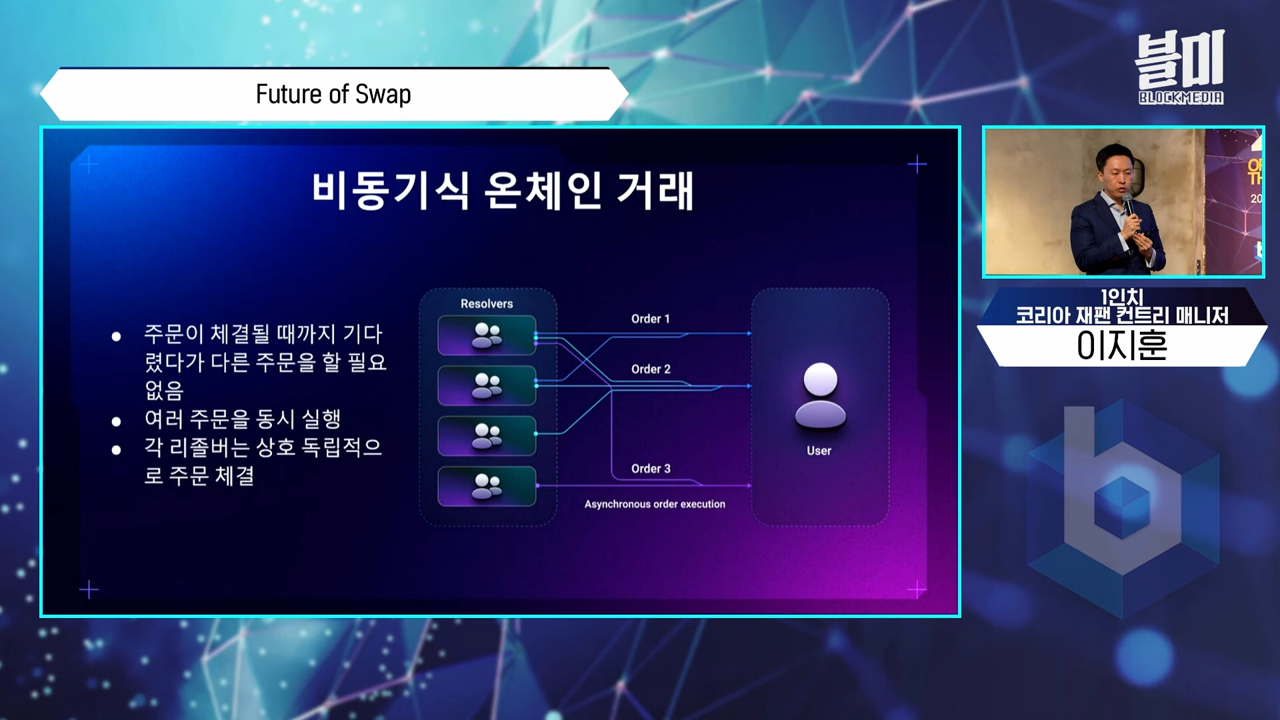 블미
BLOCKMEDIA
Future of Swap
비동기식 온체인 거래
주문이 체결될 때까지 기다
렸다가 다른 주문을 할 필요
없음
여러 주문을 동시 실행
각 리졸버는 상호 독립적으
로 주문 체결
Resolvers
Order 1
Order 2
Order 3
Asynchronous order execution
User
20
1인치
코리아 재팬 컨트리 매니저
이지훈